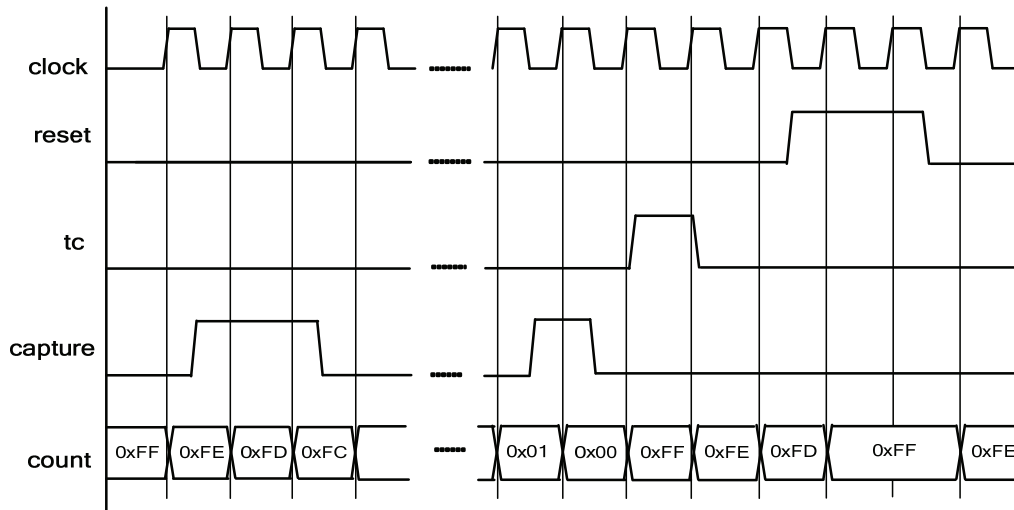 clock
reset
tc
capture
count
0xFF 0xFE 0xFD 0xFC 0x01 0x00 0xFF 0xFE 0xFD 0xFF 0xFE